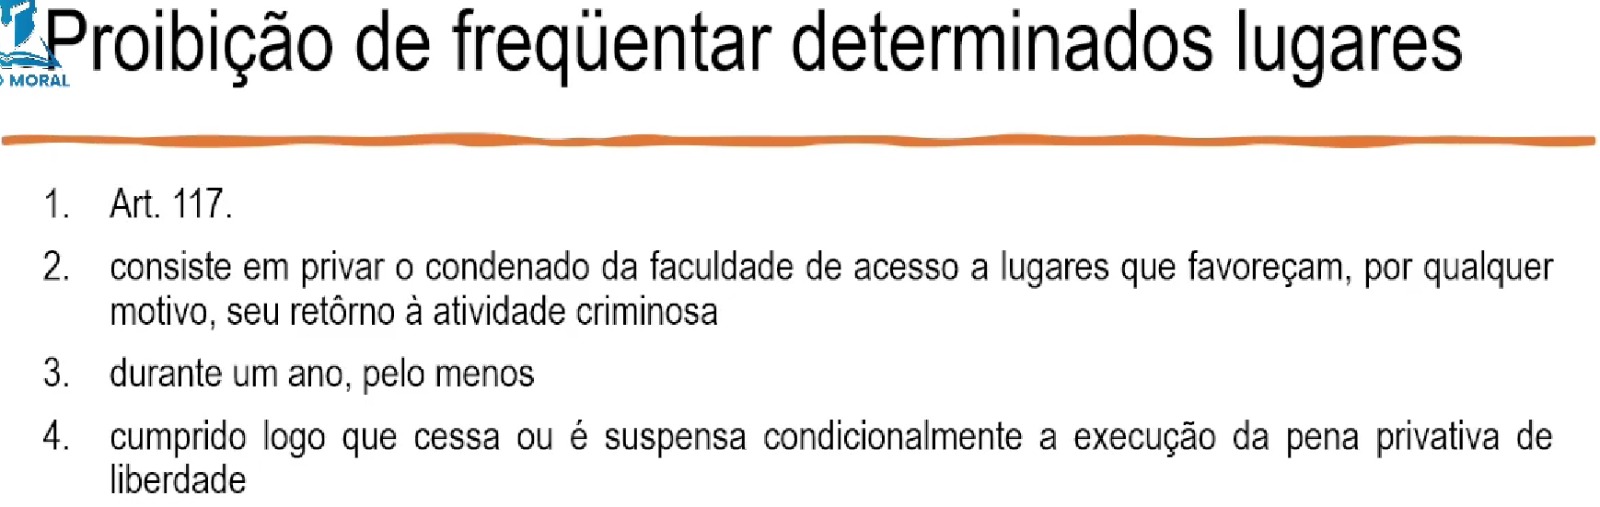 Proibição de freqüentar determinados lugares
O MORAL
1. Art. 117.
2. consiste em privar o condenado da faculdade de acesso a lugares que favoreçam, por qualquer
motivo, seu retôrno à atividade criminosa
3. durante um ano, pelo menos
4. cumprido logo que cessa ou é suspensa condicionalmente a execução da pena privativa de
liberdade